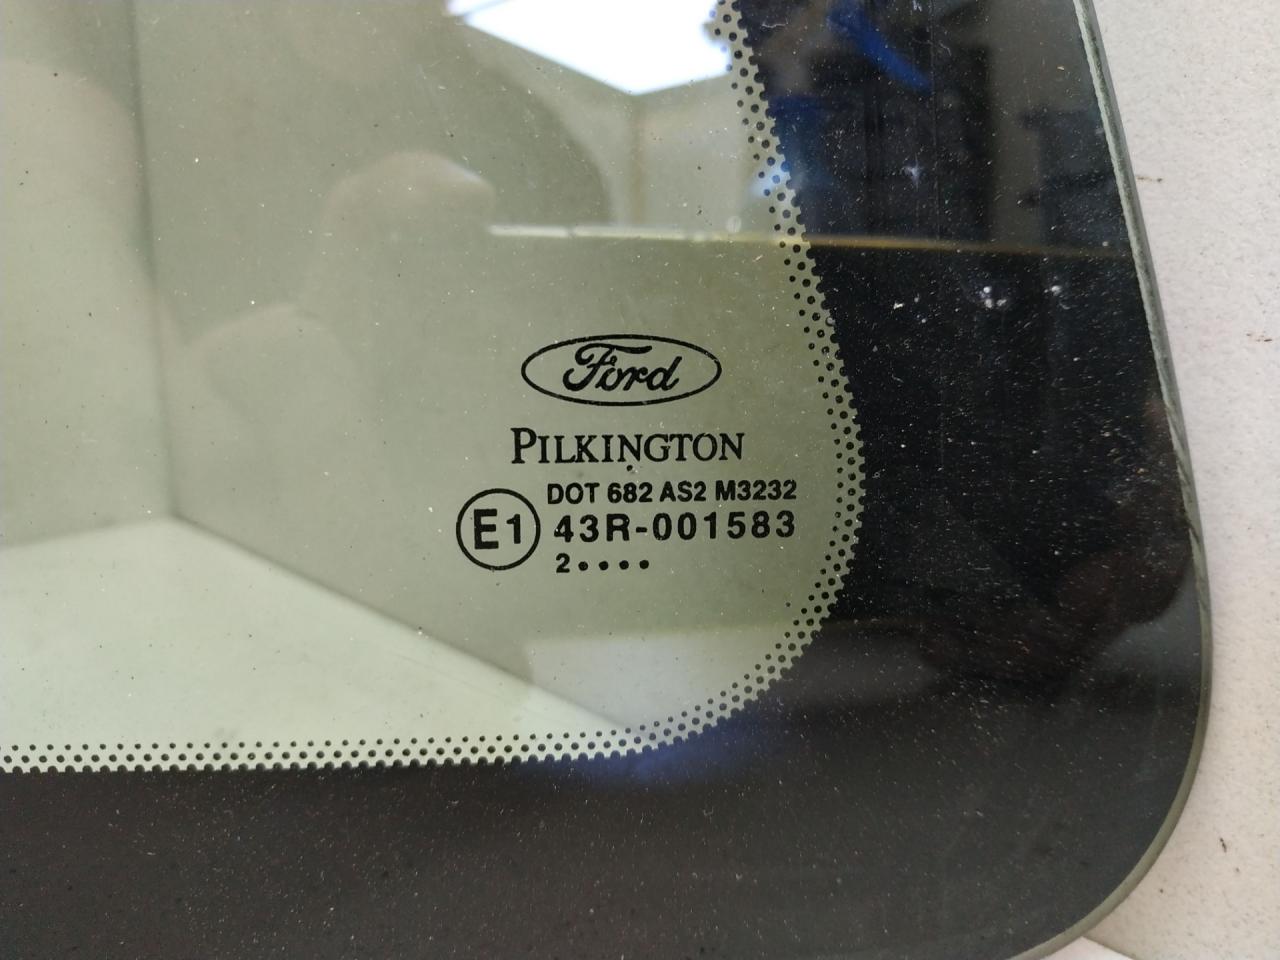 Ford
PILKINGTON
DOT 682 AS2 M3232
E1 43R-001583
2....